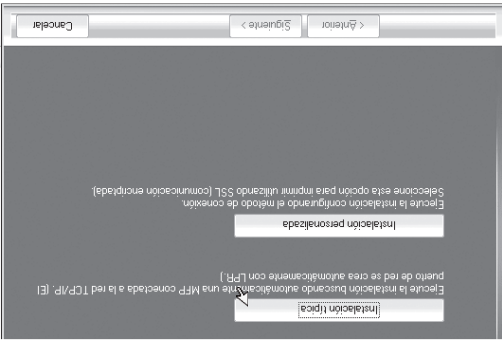 Instalación típica
Ejecute la instalación buscando automáticamente una MFP conectada a la red TCP/IP. (El
puerto de red se crea automáticamente con LPR.)
Instalación personalizada
Ejecute la instalación configurando el método de conexión.
Seleccione esta opción para imprimir utilizando SSL (comunicación encriptada).
< Anterior
Siguiente >
Cancelar